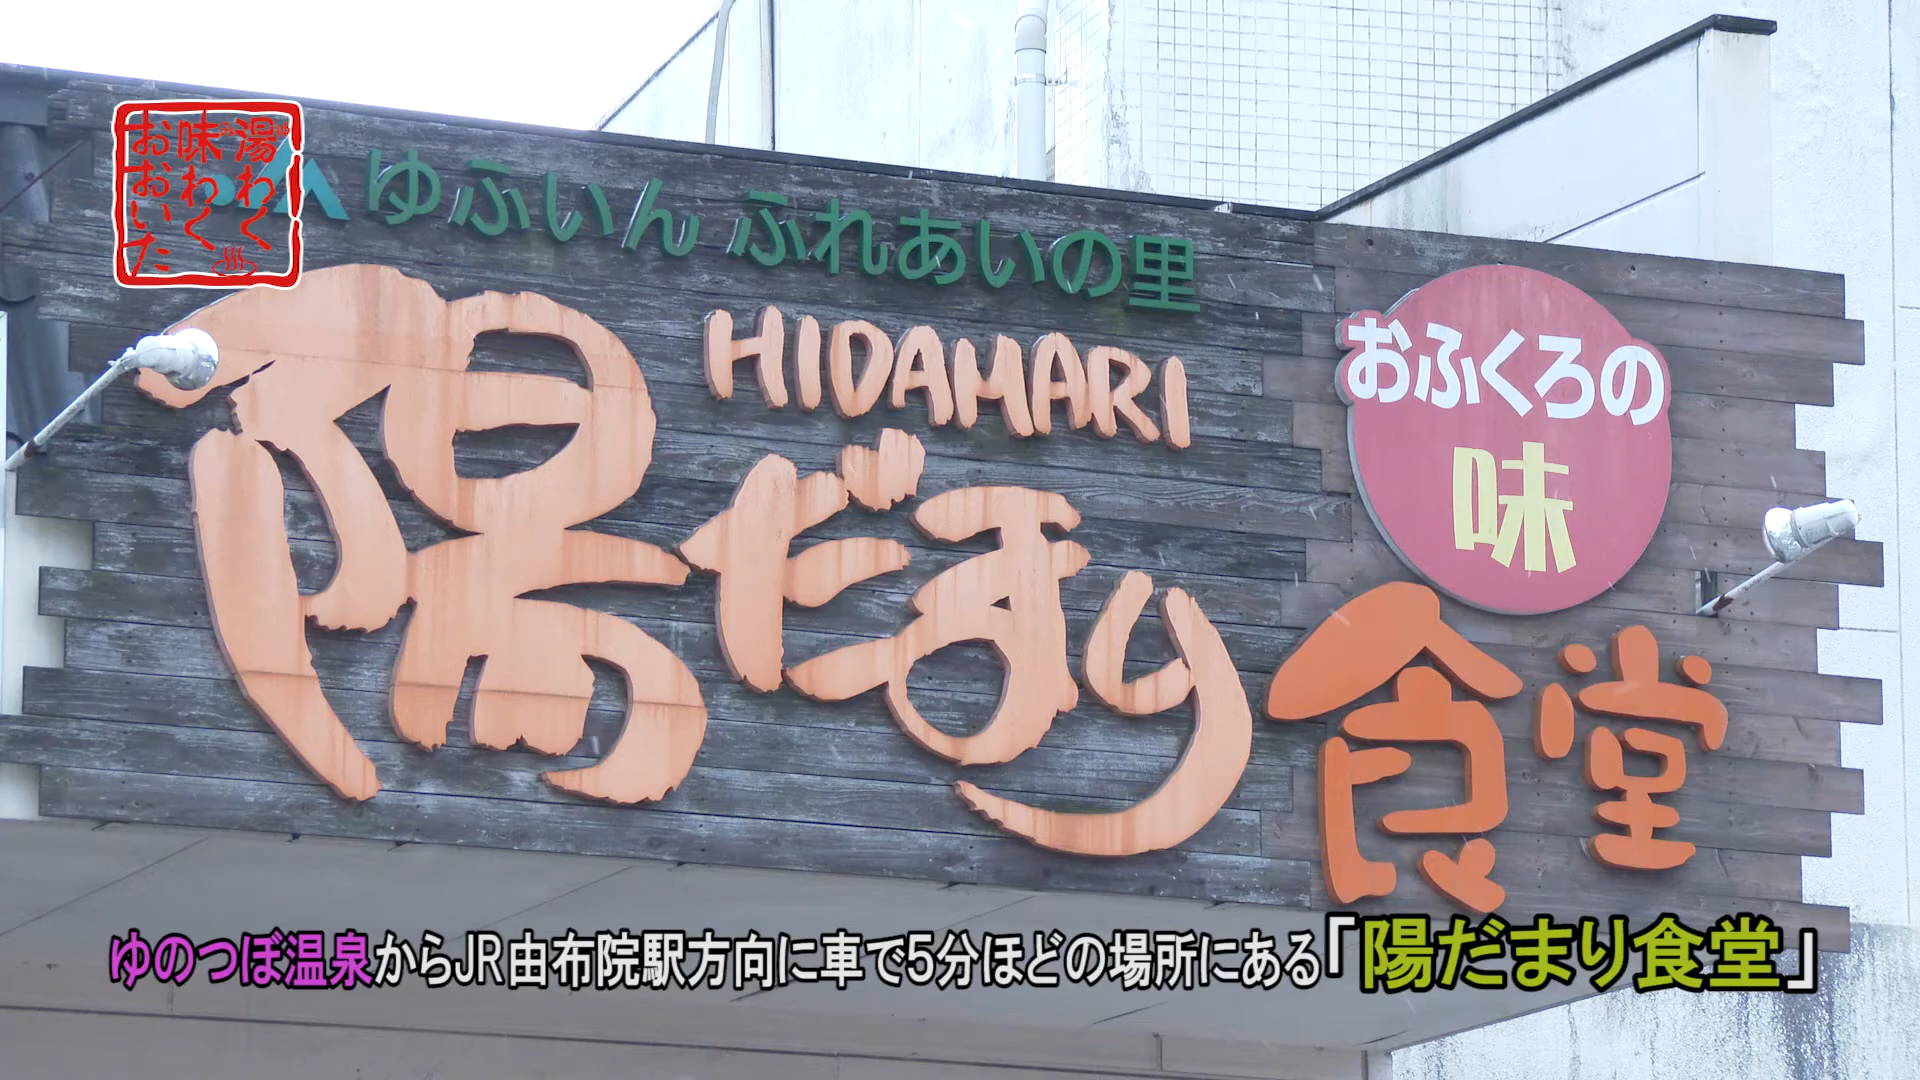 湯わく
味わく
おおいた
ゆふいん ふれあいの里
HIDAMARI
陽だまり
おふくろの
味
食堂
ゆのつぼ温泉からJR由布院駅方向に車で5分ほどの場所にある「陽だまり食堂」